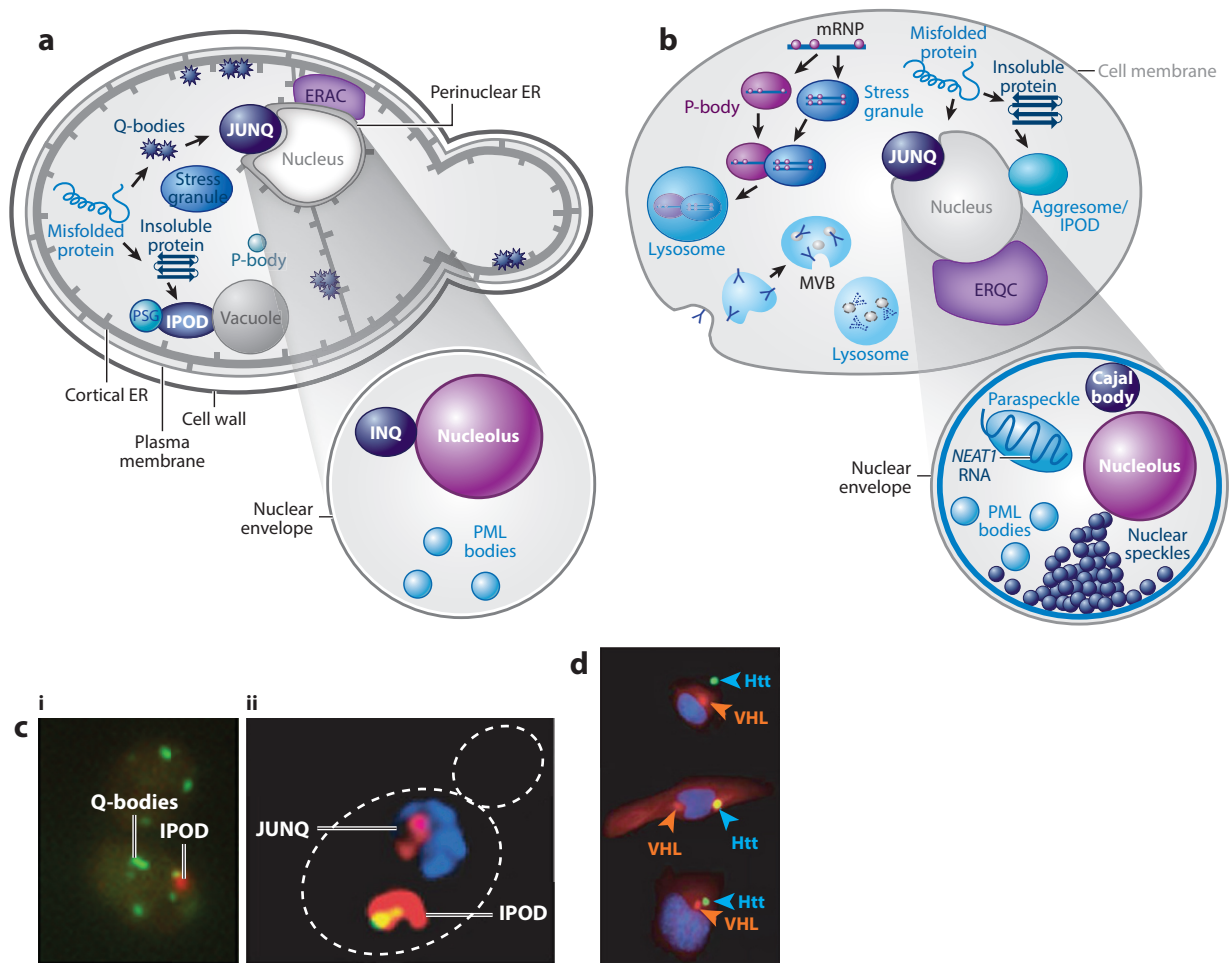 a
ERAC
Perinuclear ER
Q-bodies
JUNQ
Nucleus
Stress
granule
Misfolded
protein
Insoluble
protein
P-body
PSG
IPOD
Vacuole
Cortical ER
Cell wall
Plasma
membrane
INQ
Nucleolus
Nuclear
envelope
PML
bodies
b
mRNP
Misfolded
protein
Cell membrane
Insoluble
protein
P-body
Stress
granule
JUNQ
Nucleus
Lysosome
Aggresome/
IPOD
MVB
ERQC
Lysosome
Cajal
body
Paraspeckle
NEAT1
RNA
Nucleolus
Nuclear
envelope
PML
bodies
Nuclear
speckles
c
i
Q-bodies
IPOD
ii
JUNQ
IPOD
d
Htt
VHL
VHL
Htt
Htt
VHL